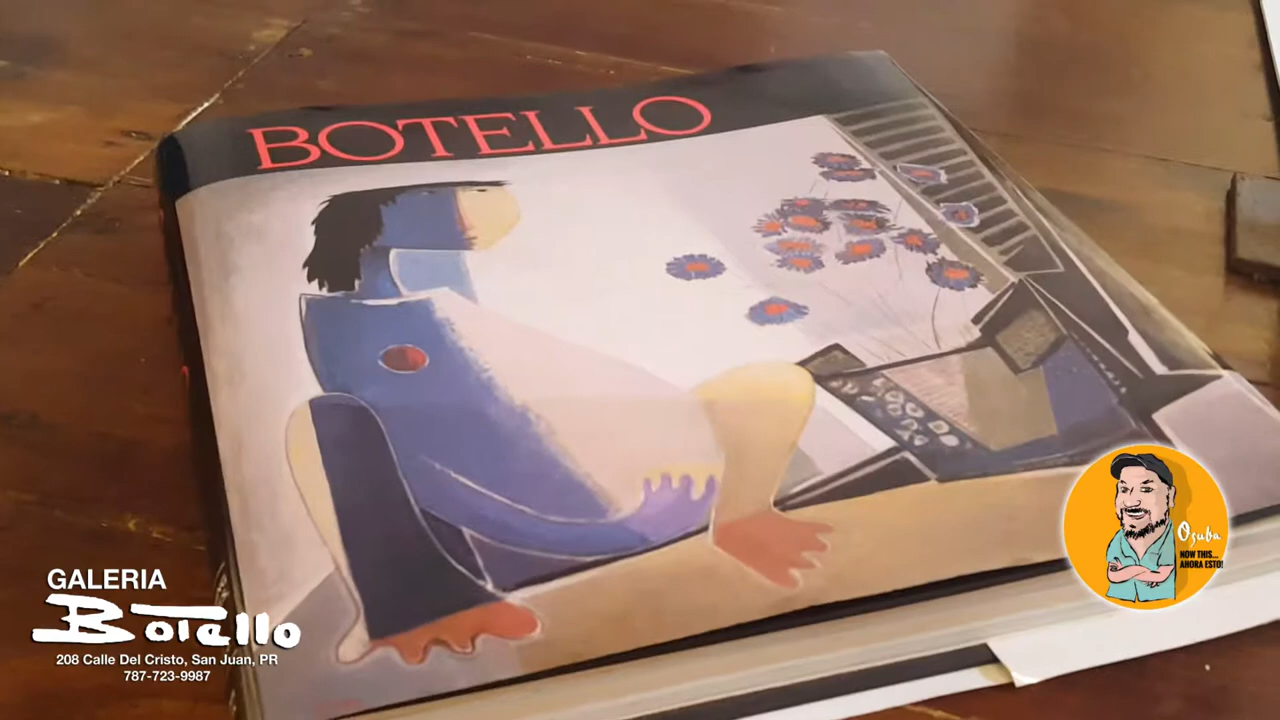 BOTELLO
GALERIA
Botello
208 Calle Del Cristo, San Juan, PR
787-723-9987
Ozuba
NOW THIS...
AHORA ESTO!